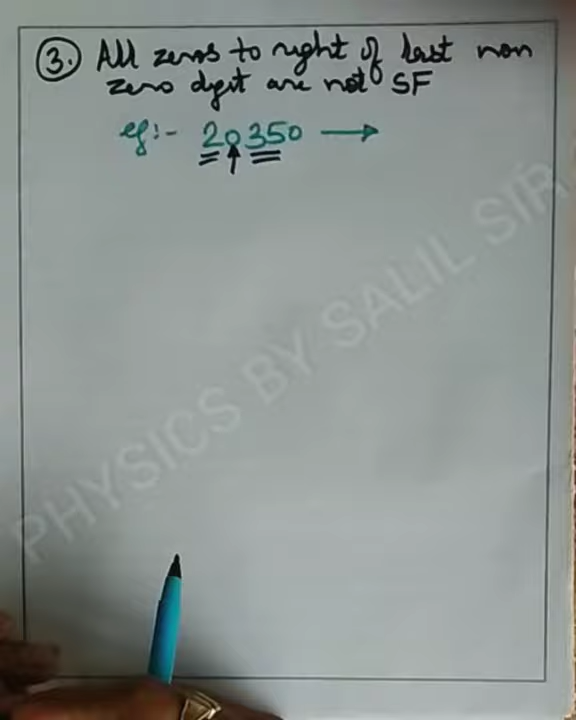 3. All zeros to right of last non
zero digit are not SF
eg:- 20350 →
PHYSICS BY SALIL SIR